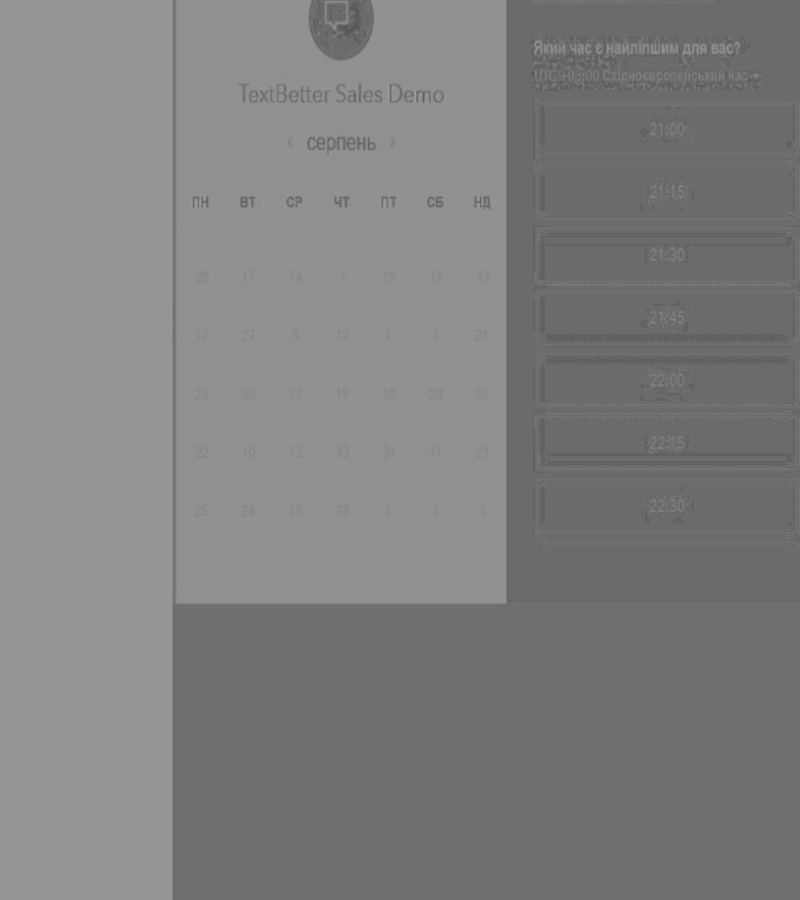 TextBetter Sales Demo
‹ серпень ›
ПН ВТ СР ЧТ ПТ СБ НД
28 17 14 7 19 12 13
17 27 5 12 1 3 24
25 30 27 19 10 28 26
22 10 12 13 31 11 21
25 24 19 28 1 7 3
Який час є найліпшим для вас?
UTC +03:00 Східноєвропейський час
21:00
21:15
21:30
21:45
22:00
22:15
22:30